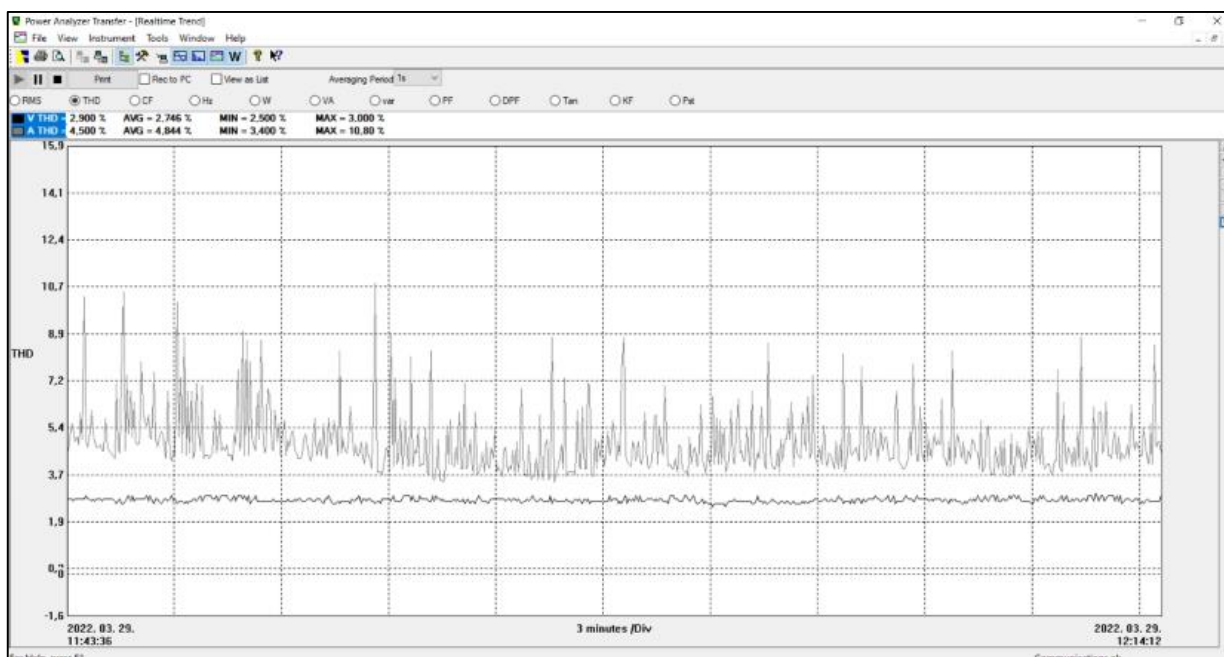 Power Analyzer Transfer - [Realtime Trend]
File View Instrument Tools Window Help
W
Print Rec to PC View as List Averaging Period 1s
RMS THD CF Hz W VA var PF DPF Tan KF Pst
V THD = 2,900 % AVG = 2,746 % MIN = 2,500 % MAX = 3,000 %
A THD = 4,500 % AVG = 4,844 % MIN = 3,400 % MAX = 10,80 %
15,9
14,1
12,4
10,7
8,9
THD
7,2
5,4
3,7
1,9
0,2
0
-1,6
2022. 03. 29. 3 minutes /Div 2022. 03. 29.
11:43:36 12:14:12